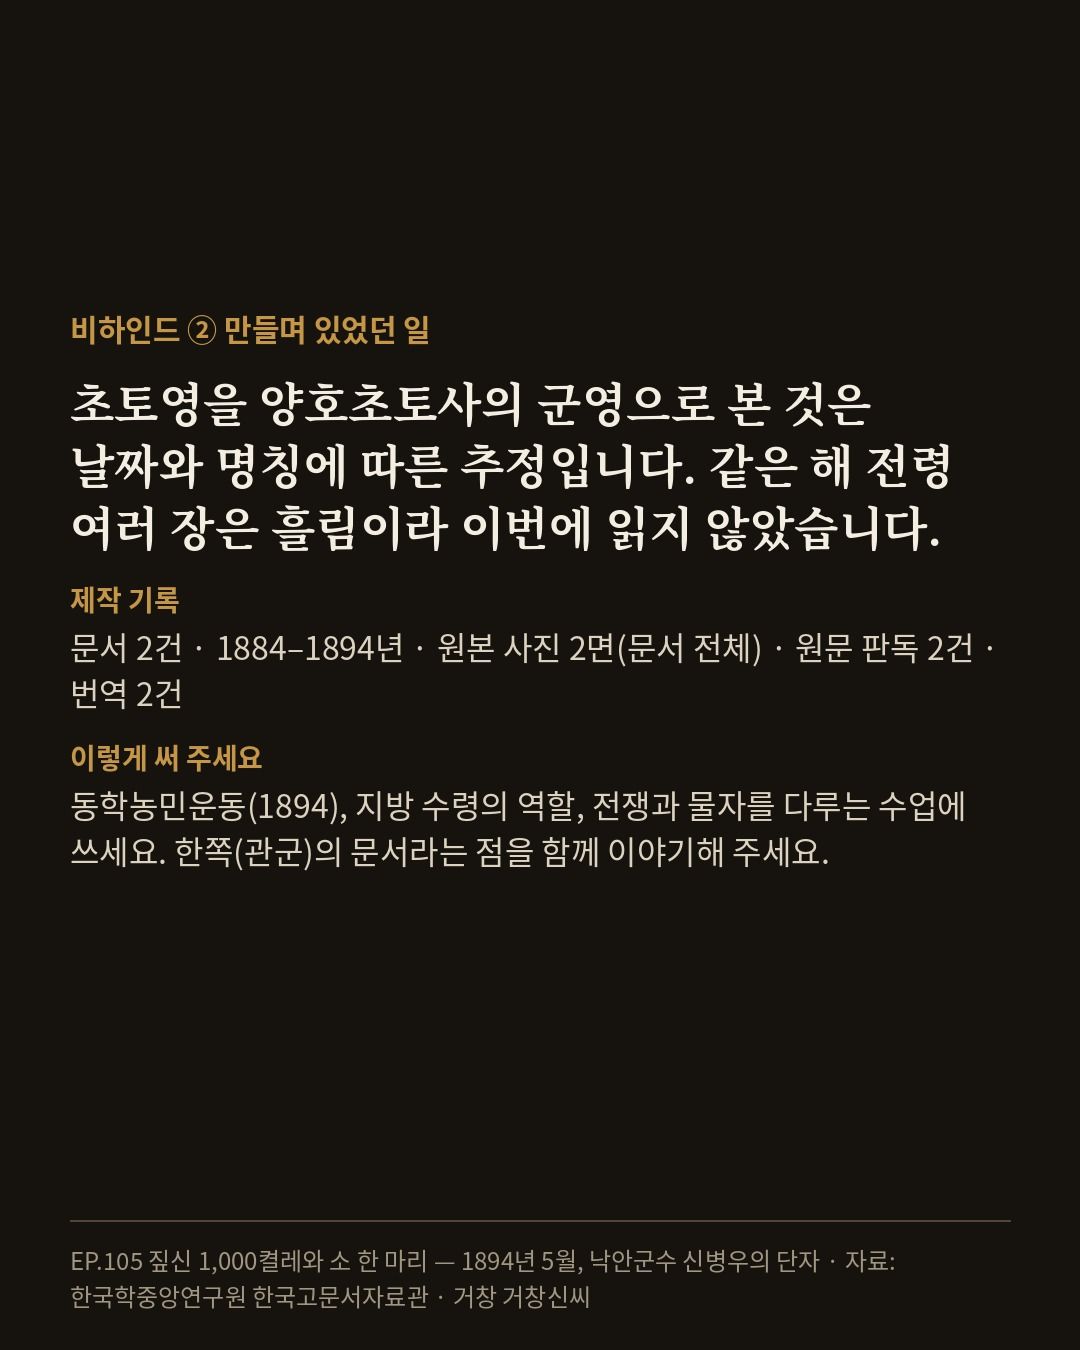 비하인드 ② 만들며 있었던 일
초토영을 양호초토사의 군영으로 본 것은
날짜와 명칭에 따른 추정입니다. 같은 해 전령
여러 장은 흘림이라 이번에 읽지 않았습니다.
제작 기록
문서 2건 · 1884–1894년 · 원본 사진 2면(문서 전체) · 원문 판독 2건 ·
번역 2건
이렇게 써 주세요
동학농민운동(1894), 지방 수령의 역할, 전쟁과 물자를 다루는 수업에
쓰세요. 한쪽(관군)의 문서라는 점을 함께 이야기해 주세요.
EP.105 짚신 1,000켤레와 소 한 마리 — 1894년 5월, 낙안군수 신병우의 단자 · 자료:
한국학중앙연구원 한국고문서자료관 · 거창 거창신씨